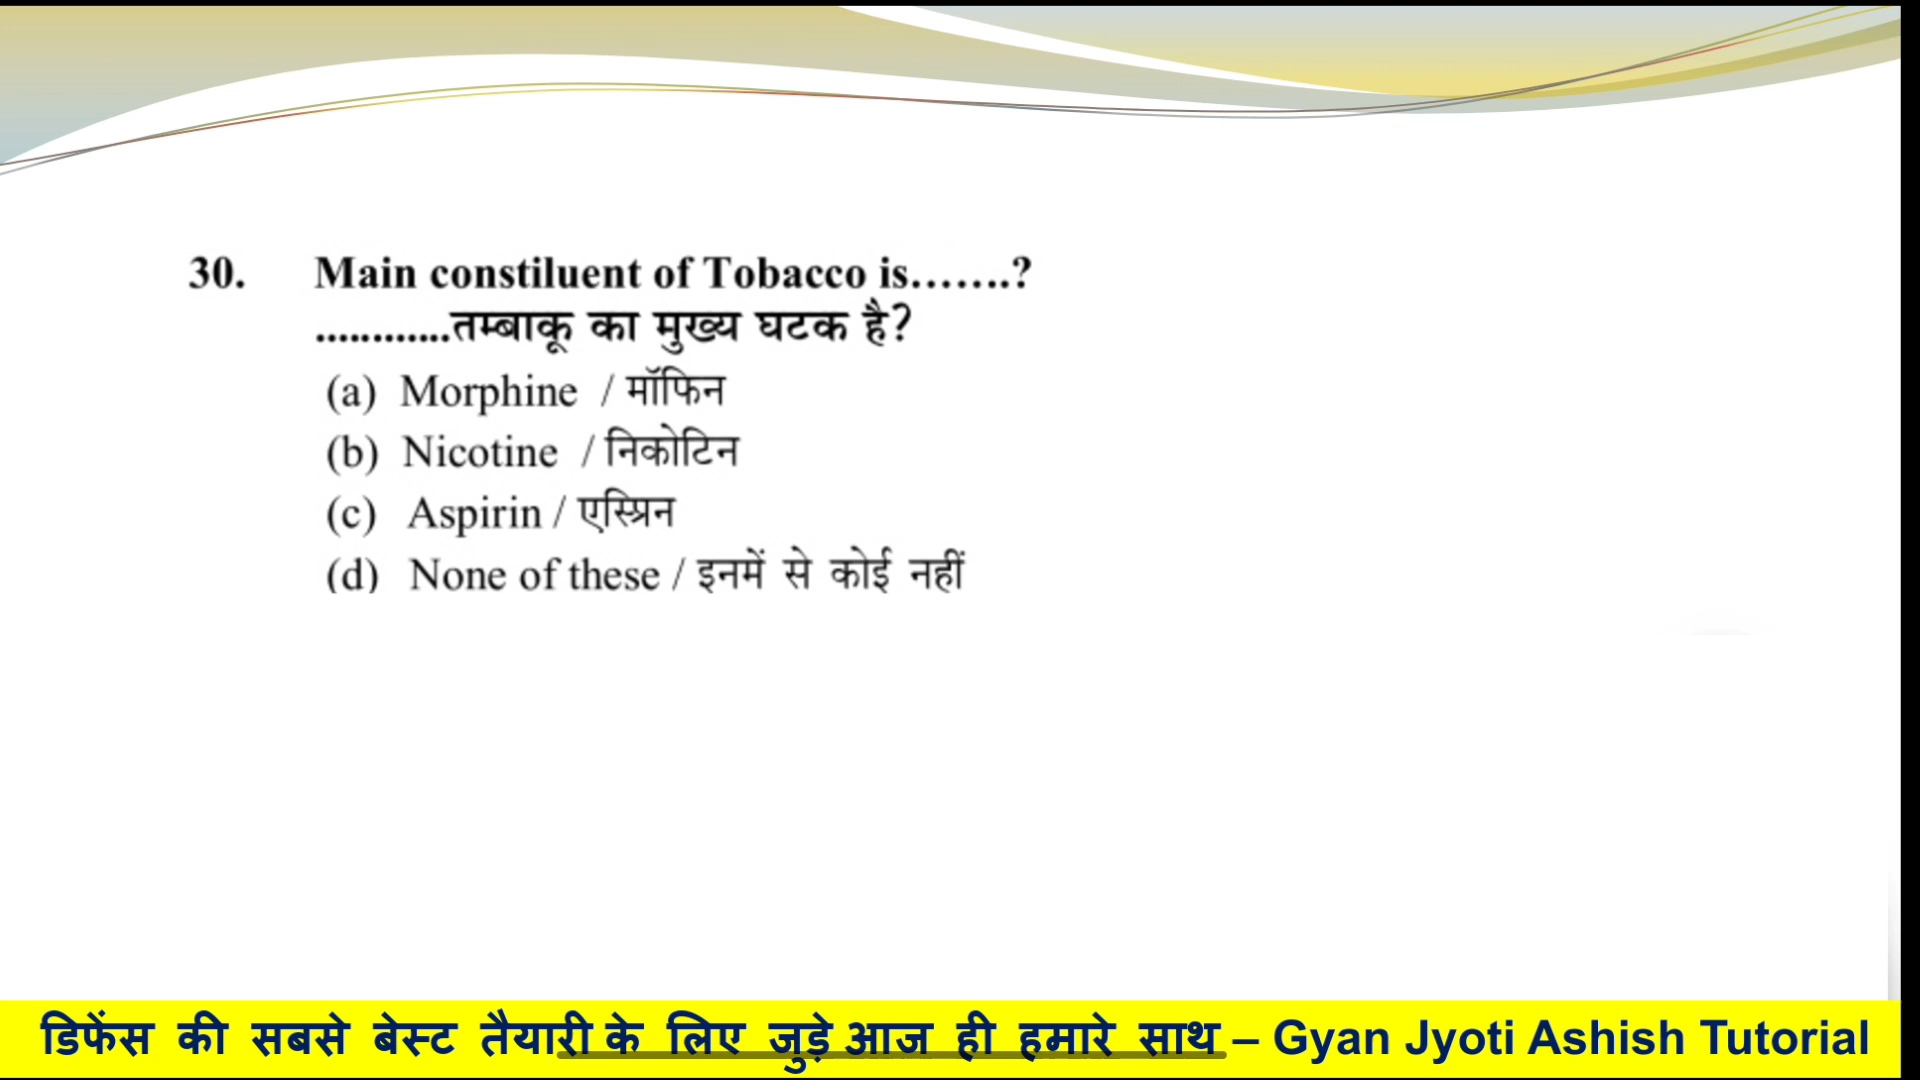 30. Main constiluent of Tobacco is.......?
............तम्बाकू का मुख्य घटक है?
(a) Morphine / मॉफिन
(b) Nicotine / निकोटिन
(c) Aspirin / एस्प्रिन
(d) None of these / इनमें से कोई नहीं
डिफेंस की सबसे बेस्ट तैयारी के लिए जुड़े आज ही हमारे साथ – Gyan Jyoti Ashish Tutorial